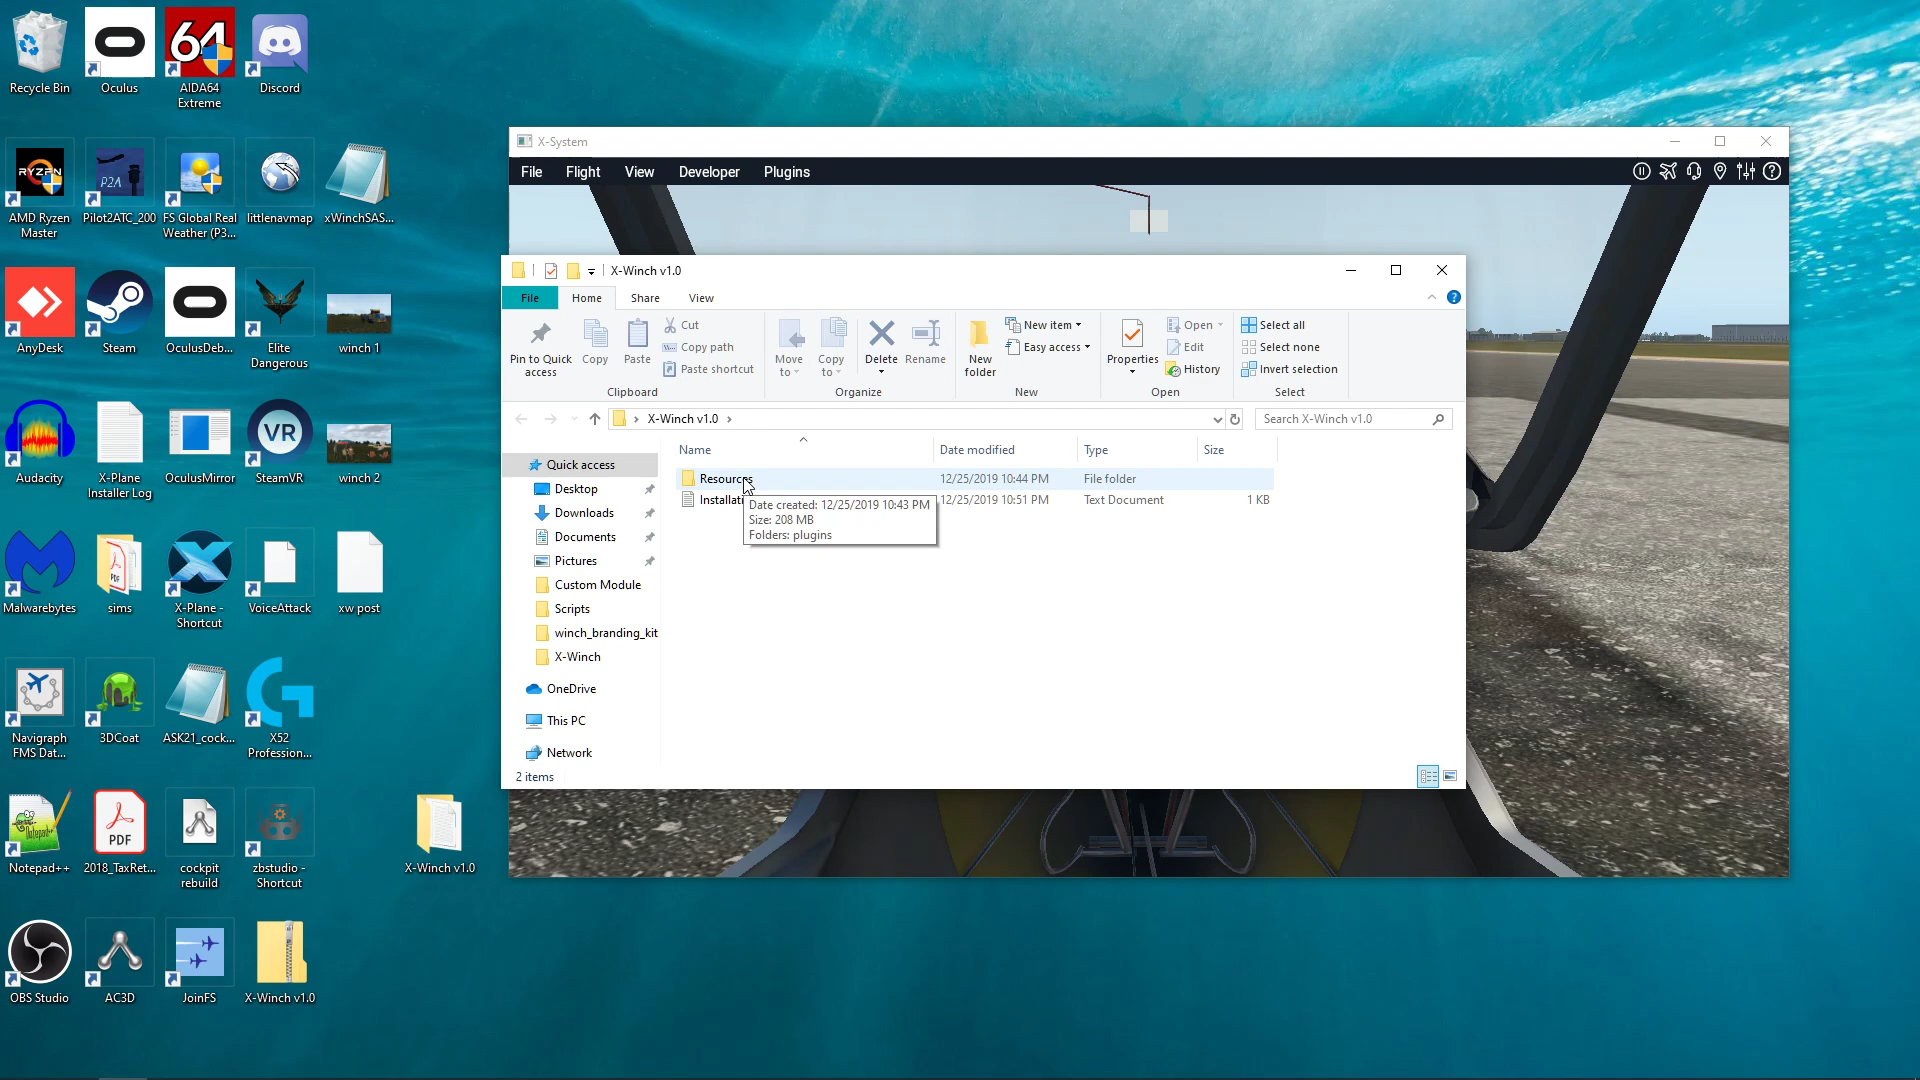 Recycle Bin
Oculus
64
AIDA64
Extreme
Discord
RYZEN
AMD Ryzen
Master
P2A
Pilot2ATC_200
FS Global Real
Weather (P3...
littlenavmap
xWinchSAS...
AnyDesk
Steam
OculusDeb...
Elite
Dangerous
winch 1
Audacity
X-Plane
Installer Log
OculusMirror
VR
SteamVR
winch 2
Malwarebytes
PDF
sims
X-Plane -
Shortcut
VoiceAttack
xw post
Navigraph
FMS Dat...
3DCoat
ASK21_cock...
X52
Profession...
Notepad++
PDF
2018_TaxRet...
cockpit
rebuild
zbstudio -
Shortcut
X-Winch v1.0
OBS Studio
AC3D
JoinFS
X-Winch v1.0
X-System
File Flight View Developer Plugins
X-Winch v1.0
File Home Share View
Pin to Quick
access
Copy
Paste
Cut
Copy path
Paste shortcut
Clipboard
Move
to
Copy
to
Delete
Rename
Organize
New
folder
New item
Easy access
New
Properties
Open
Edit
History
Open
Select all
Select none
Invert selection
Select
X-Winch v1.0
Search X-Winch v1.0
Name Date modified Type Size
Resources 12/25/2019 10:44 PM File folder
Installati 12/25/2019 10:51 PM Text Document 1 KB
Date created: 12/25/2019 10:43 PM
Size: 208 MB
Folders: plugins
Quick access
Desktop
Downloads
Documents
Pictures
Custom Module
Scripts
winch_branding_kit
X-Winch
OneDrive
This PC
Network
2 items